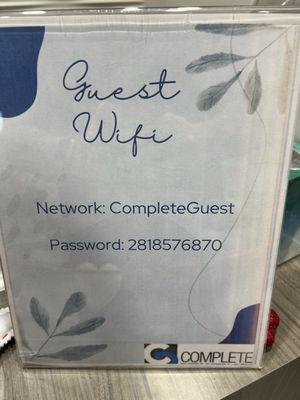 Guest
Wifi
Network: CompleteGuest
Password: 2818576870
COMPLETE